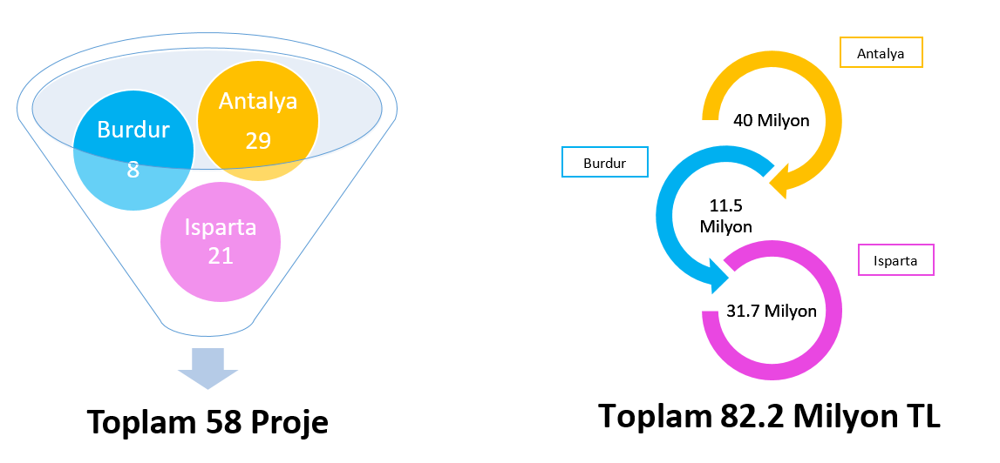 Antalya
29
Burdur
8
Isparta
21
Toplam 58 Proje
Antalya
40 Milyon
Burdur
11.5
Milyon
Isparta
31.7 Milyon
Toplam 82.2 Milyon TL